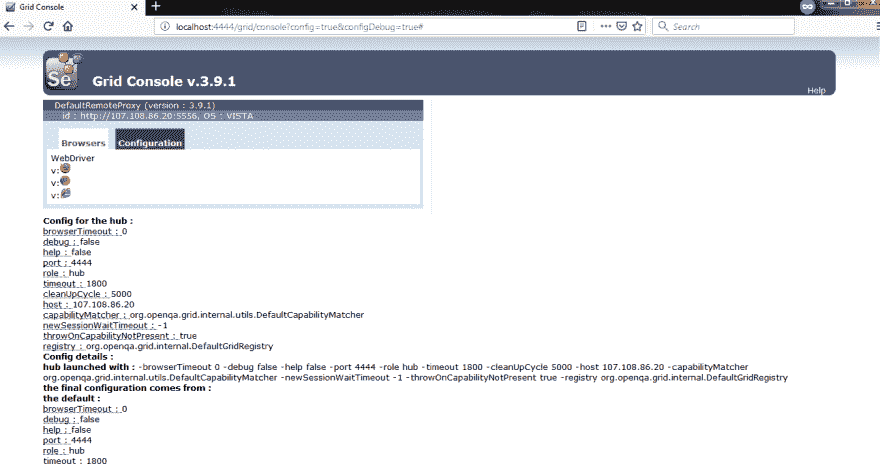 Grid Console
localhost:4444/grid/console?config=true&configDebug=true#
Search
Se
Grid Console v.3.9.1
Help
DefaultRemoteProxy (version : 3.9.1)
id : http://107.108.86.20:5556, OS : VISTA
Browsers Configuration
WebDriver
v:
v:
v:
Config for the hub :
browserTimeout : 0
debug : false
help : false
port : 4444
role : hub
timeout : 1800
cleanUpCycle : 5000
host : 107.108.86.20
capabilityMatcher : org.openqa.grid.internal.utils.DefaultCapabilityMatcher
newSessionWaitTimeout : -1
throwOnCapabilityNotPresent : true
registry : org.openqa.grid.internal.DefaultGridRegistry
Config details :
hub launched with : -browserTimeout 0 -debug false -help false -port 4444 -role hub -timeout 1800 -cleanUpCycle 5000 -host 107.108.86.20 -capabilityMatcher
org.openqa.grid.internal.utils.DefaultCapabilityMatcher -newSessionWaitTimeout -1 -throwOnCapabilityNotPresent true -registry org.openqa.grid.internal.DefaultGridRegistry
the final configuration comes from :
the default :
browserTimeout : 0
debug : false
help : false
port : 4444
role : hub
timeout : 1800